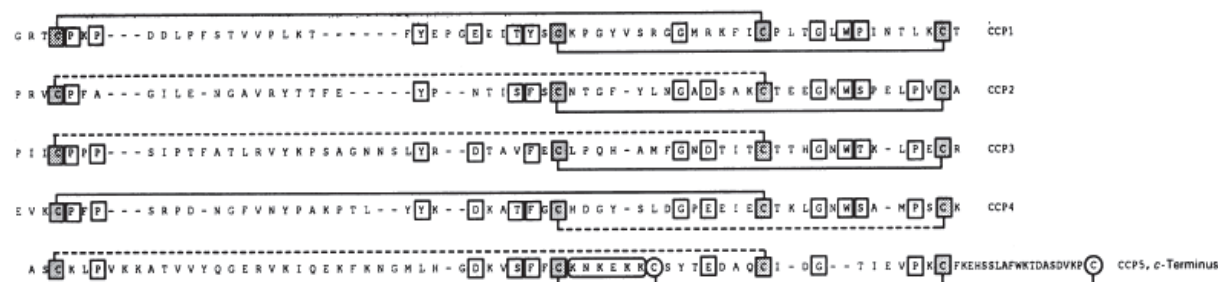 G R T C P K P - - - D D L P F S T V V P L K T - - - - - - F Y E P G E E I T Y S C K P G Y V S R G G M R K F I C P L T G L W P I N T L K C T CCP1
P R V C P F A - - - G I L E - N G A V R Y T T F E - - - - - Y P - - N T I S F S C N T G F - Y L N G A D S A K C T E E G K W S P E L P V C A CCP2
P I I C P P P - - - S I P T F A T L R V Y K P S A G N N S L Y R - - D T A V F E C L P Q H - A M F G N D T I T C T T H G N W T K - L P E C R CCP3
E V K C P F P - - - S R P D - N G F V N Y P A K P T L - - Y Y K - - D K A T F G C H D G Y - S L D G P E E I E C T K L G N W S A - M P S C K CCP4
A S C K L P V K K A T V V Y Q G E R V K I Q E K F K N G M L H - G D K V S F F C K N K E K K C S Y T E D A Q C I - D G - - T I E V P K C F K E H S S L A F W K T D A S D V K P C CCP5, c-Terminus